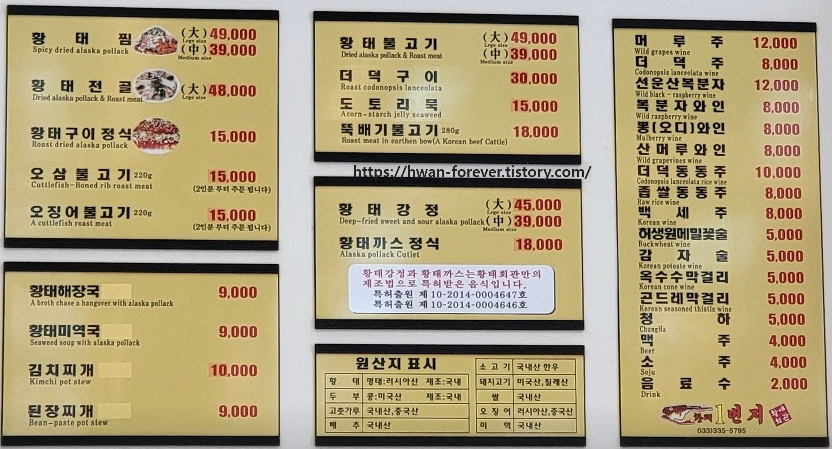 황태찜 (大) 49,000
Lrge size
Spicy dried alaska pollack (中) 39,000
Medium size
황태전골 (大) 48,000
Dried alaska pollack & Roast meat Lrge size
황태구이정식 15,000
Roast dried alaska pollack
오삼불고기 220g 15,000
Cuttlefish-Boned rib roast meat (2인분 부터 주문 됩니다)
오징어불고기 220g 15,000
A cuttlefish roast meat (2인분 부터 주문 됩니다)
황태해장국 9,000
A broth chase a hangover with alaska pollack
황태미역국 9,000
Seaweed soup with alaska pollack
김치찌개 10,000
Kimchi pot stew
된장찌개 9,000
Bean-paste pot stew
황태불고기 (大) 49,000
Lrge size
Dried alaska pollack & Roast meat (中) 39,000
Medium size
더덕구이 30,000
Roast codonopsis lanceolata
도토리묵 15,000
Acorn-starch jelly seaweed
뚝배기불고기 280g 18,000
Roast meat in earthen bow(A Korean beef Cattle)
https://hwan-forever.tistory.com/
황태강정 (大) 45,000
Lrge size
Deep-fried sweet and sour alaska pollack (中) 39,000
Medium size
황태까스정식 18,000
Alaska pollack Cutlet
황태강정과 황태까스는황태회관만의
제조법으로 특허받은 음식입니다.
특허출원 제 10-2014-0004647호
특허출원 제 10-2014-0004646호
원산지 표시
황태 명태:러시아산 제조:국내
두부 콩:미국산 제조:국내
고춧가루 국내산,중국산
배추 국내산
소고기 국내산 한우
돼지고기 미국산,칠레산
쌀 국내산
오징어 러시아산,중국산
미역 국내산
머루주 12,000
Wild grapes wine
더덕주 8,000
Codonopsis lanceolata wine
선운산복분자 12,000
Wild black - raspberry wine
복분자와인 8,000
Wild raspberry wine
뽕(오디)와인 8,000
Mulberry wine
산머루와인 8,000
Wild grapevines wine
더덕동동주 10,000
Codonopsis lanceolata rice wine
좁쌀동동주 8,000
Raw rice wine
백세주 8,000
Korean wine
허생원메밀꽃술 5,000
Buckwheat wine
감자술 5,000
Korean potatoe wine
옥수수막걸리 5,000
Korean cone wine
곤드레막걸리 5,000
Korean seasoned thistle wine
청하 5,000
ChungHa
맥주 4,000
Beer
소주 4,000
Soju
음료수 2,000
Drink
황태1번지 황태회관
033)335-5795